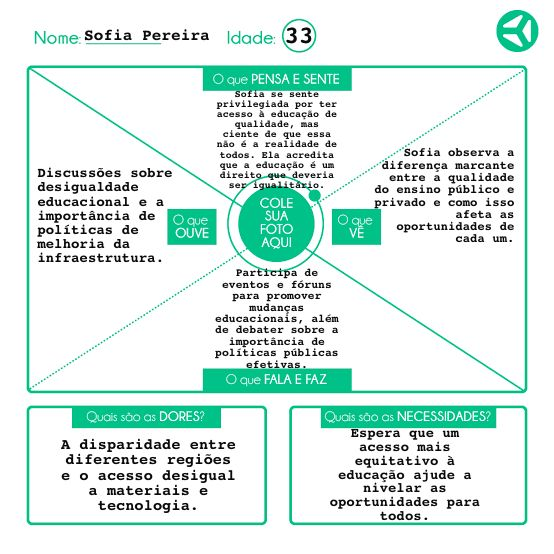 Nome: Sofia Pereira Idade: 33
O que PENSA E SENTE
Sofia se sente
privilegiada por ter
acesso à educação de
qualidade, mas
ciente de que essa
não é a realidade de
todos. Ela acredita
que a educação é um
direito que deveria
ser igualitário.
Discussões sobre
desigualdade
educacional e a
importância de
políticas de
melhoria da
infraestrutura.
O que
OUVE
COLE
SUA
FOTO
AQUI
O que
VÊ
Sofia observa a
diferença marcante
entre a qualidade
do ensino público e
privado e como isso
afeta as
oportunidades de
cada um.
Participa de
eventos e fóruns
para promover
mudanças
educacionais, além
de debater sobre a
importância de
políticas públicas
efetivas.
O que FALA E FAZ
Quais são as DORES?
A disparidade entre
diferentes regiões
e o acesso desigual
a materiais e
tecnologia.
Quais são as NECESSIDADES?
Espera que um
acesso mais
equitativo à
educação ajude a
nivelar as
oportunidades para
todos.